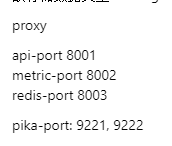 proxy
api-port 8001
metric-port 8002
redis-port 8003
pika-port: 9221, 9222